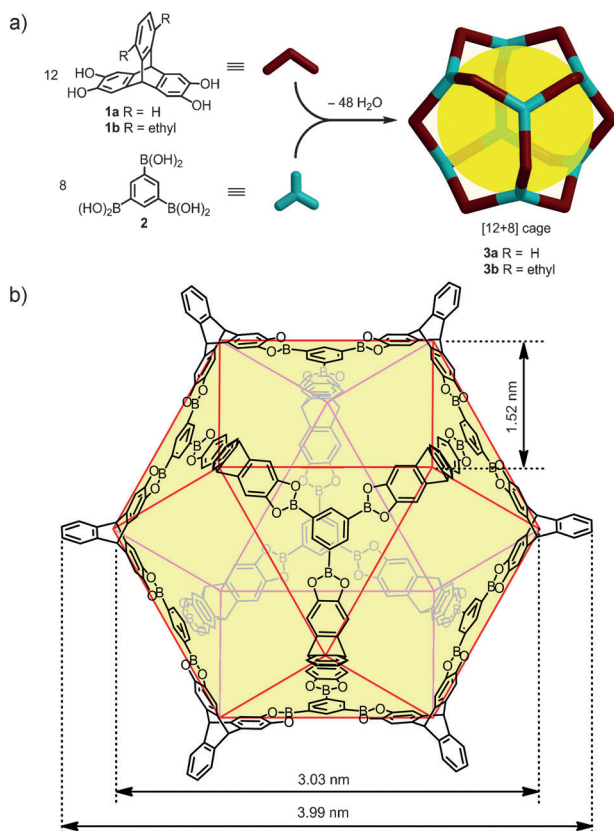 a)
12
R
R
HO
HO
OH
OH
1a R = H
1b R = ethyl
≡
– 48 H2O
8
B(OH)2
(HO)2B
B(OH)2
2
≡
[12+8] cage
3a R = H
3b R = ethyl
b)
1.52 nm
3.03 nm
3.99 nm